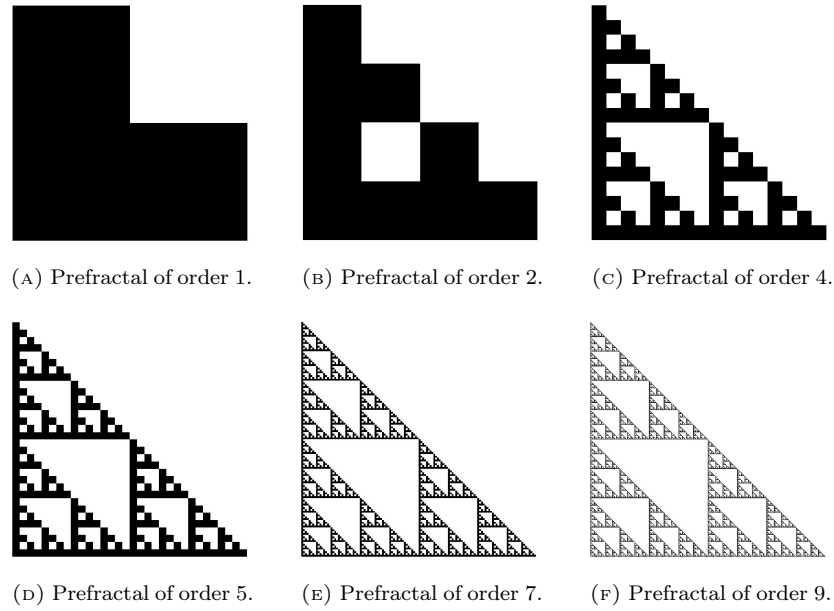 (A) Prefractal of order 1.
(B) Prefractal of order 2.
(C) Prefractal of order 4.
(D) Prefractal of order 5.
(E) Prefractal of order 7.
(F) Prefractal of order 9.